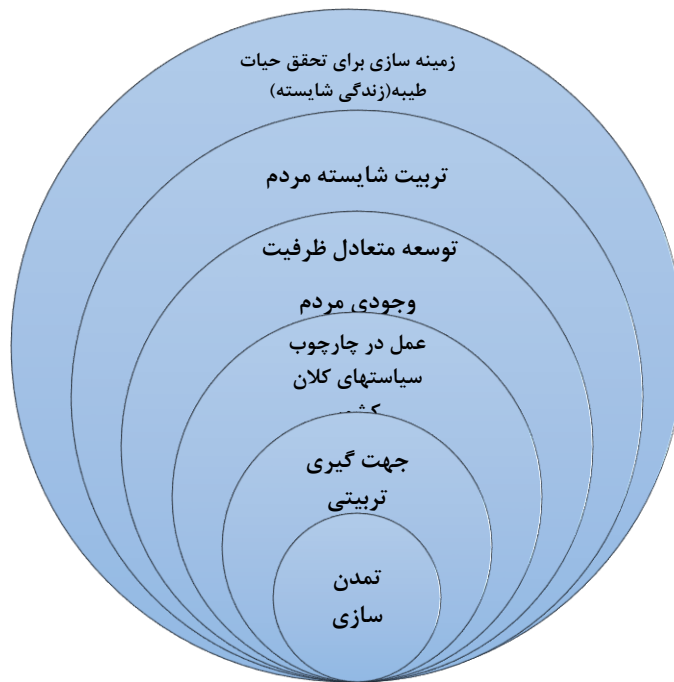 زمینه سازی برای تحقق حیات
طیبه(زندگی شایسته)
تربیت شایسته مردم
توسعه متعادل ظرفیت
وجودی مردم
عمل در چارچوب
سیاستهای کلان
جهت گیری
تربیتی
تمدن
سازی